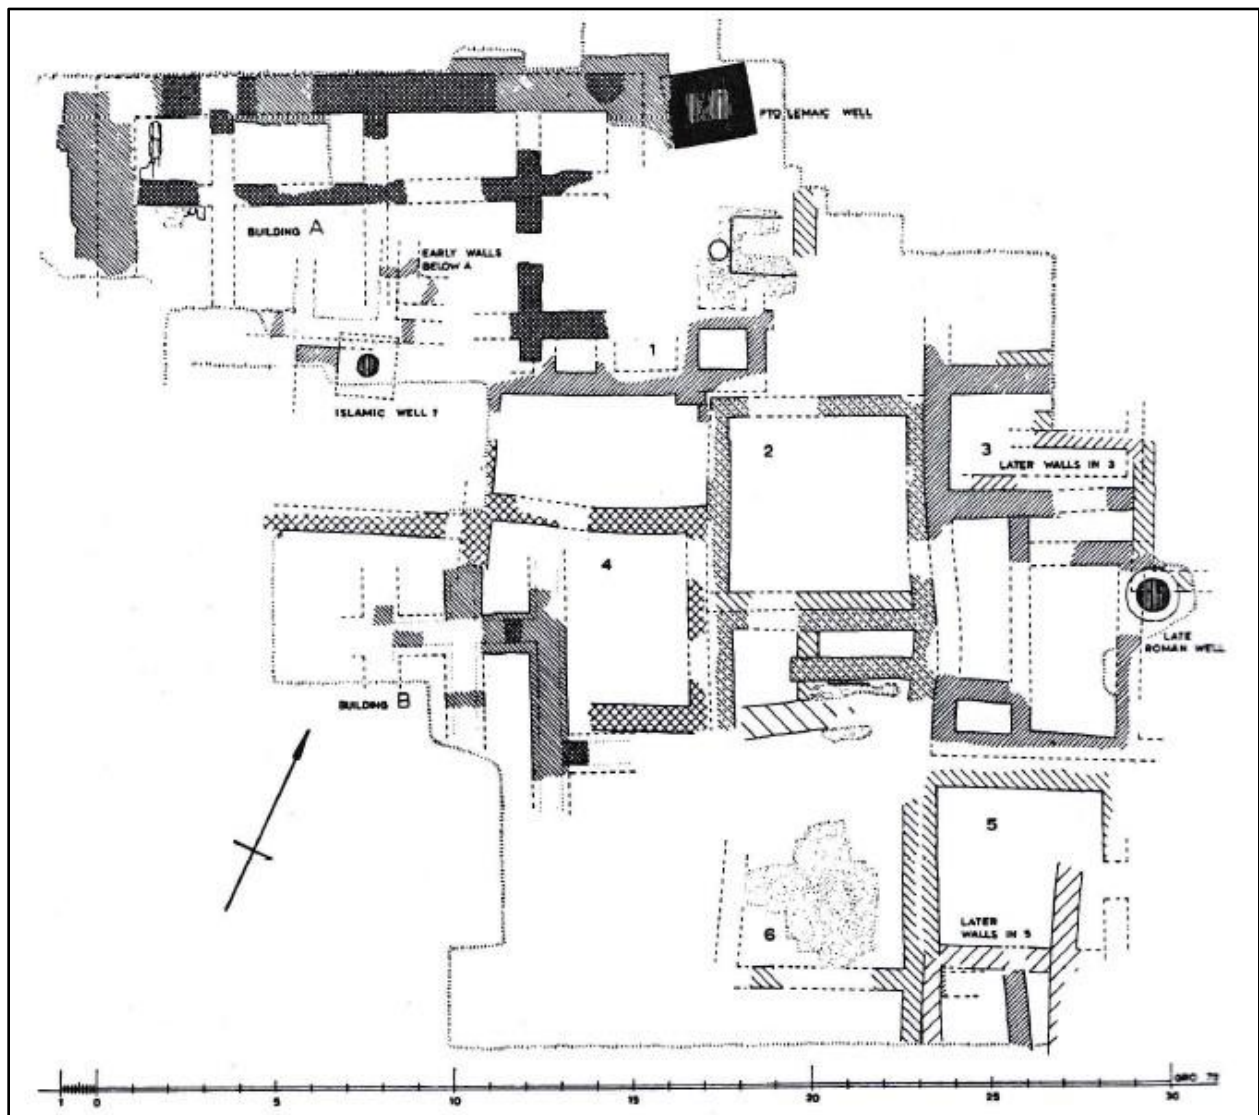 PTOLEMAIC WELL
BUILDING A
EARLY WALLS
BELOW A
1
ISLAMIC WELL ?
2
3
LATER WALLS IN 3
4
LATE
ROMAN WELL
BUILDING B
5
LATER
WALLS IN 5
6
1 0 5 10 15 20 25 30